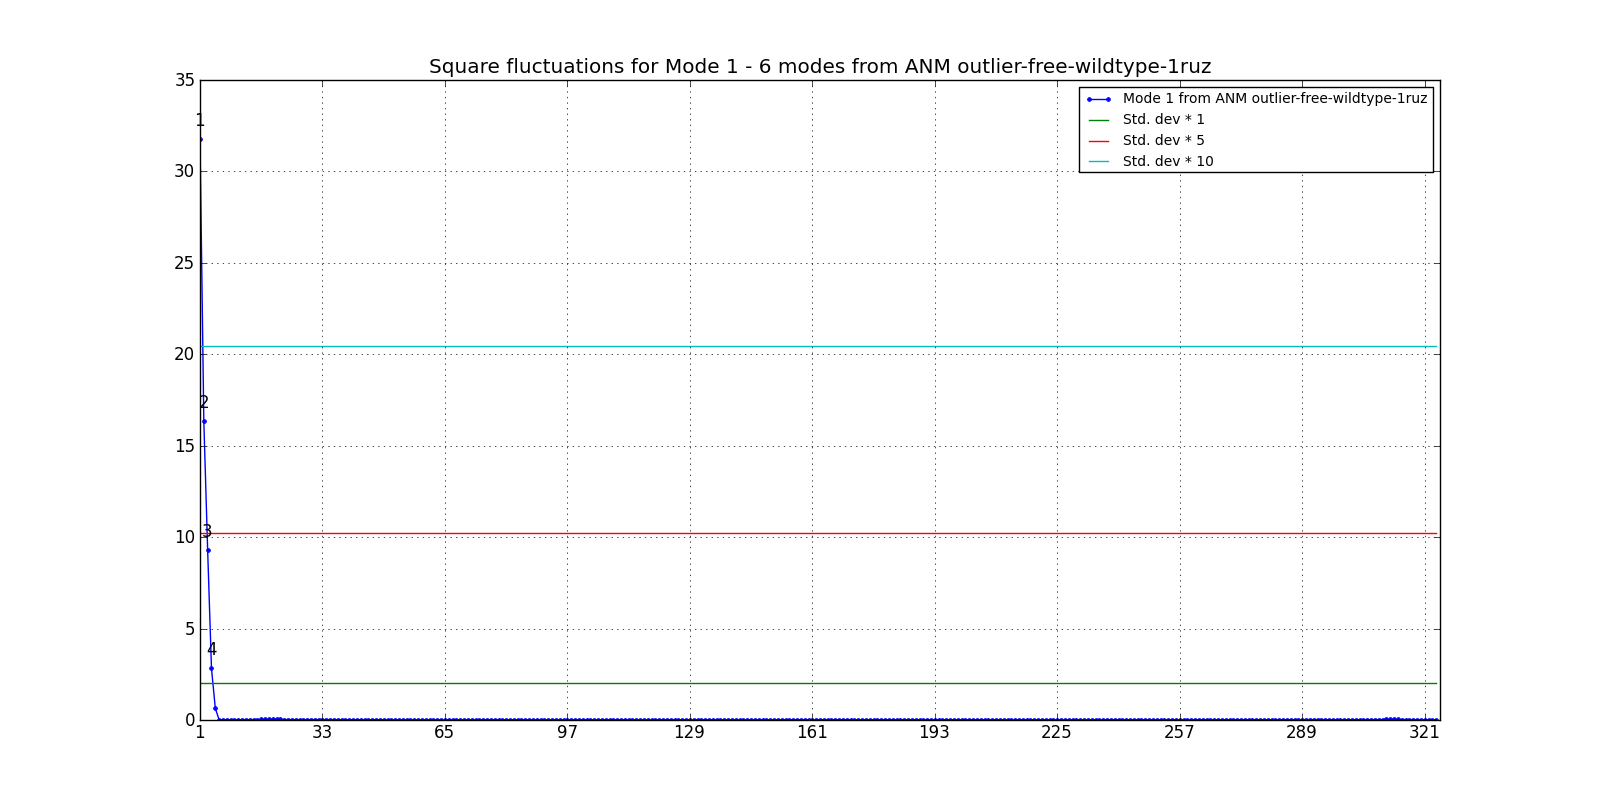 Square fluctuations for Mode 1 - 6 modes from ANM outlier-free-wildtype-1ruz
35
30
25
20
15
10
5
0
1
2
3
4
Mode 1 from ANM outlier-free-wildtype-1ruz
Std. dev * 1
Std. dev * 5
Std. dev * 10
1 33 65 97 129 161 193 225 257 289 321